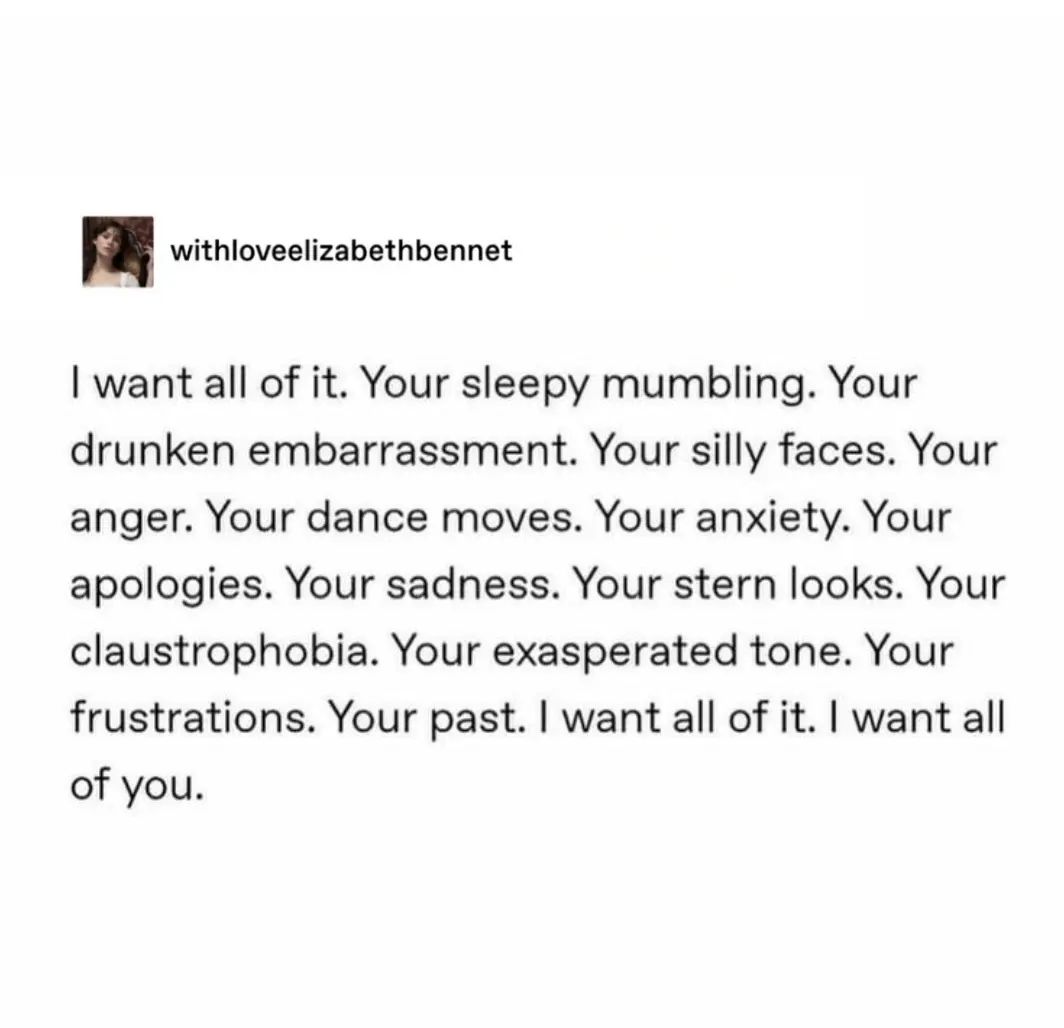 withloveelizabethbennet
I want all of it. Your sleepy mumbling. Your
drunken embarrassment. Your silly faces. Your
anger. Your dance moves. Your anxiety. Your
apologies. Your sadness. Your stern looks. Your
claustrophobia. Your exasperated tone. Your
frustrations. Your past. I want all of it. I want all
of you.